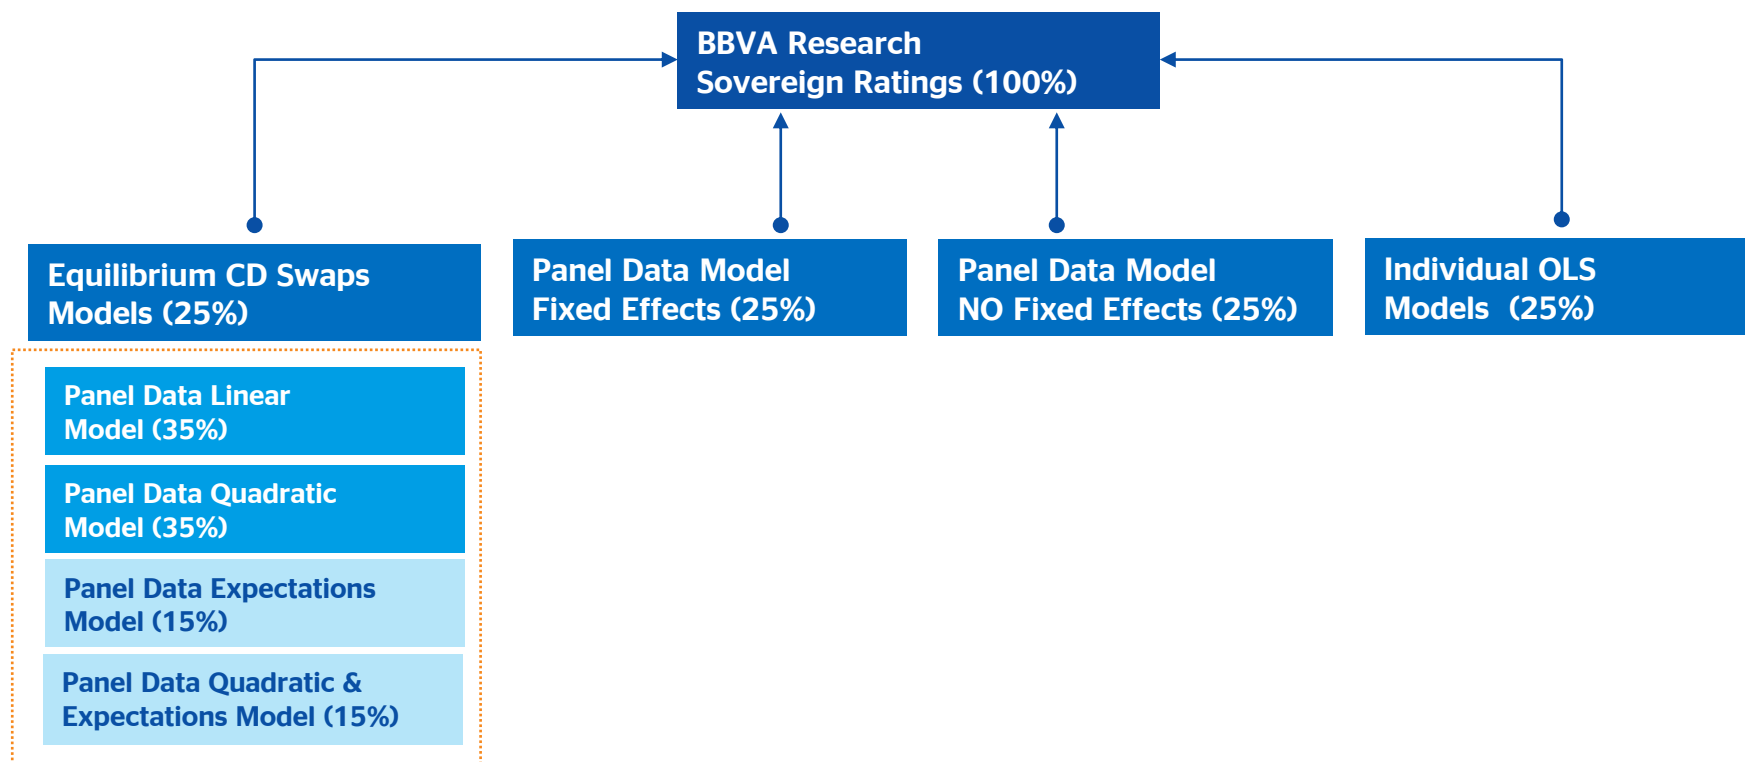 BBVA Research
Sovereign Ratings (100%)
Equilibrium CD Swaps
Models (25%)
Panel Data Model
Fixed Effects (25%)
Panel Data Model
NO Fixed Effects (25%)
Individual OLS
Models (25%)
Panel Data Linear
Model (35%)
Panel Data Quadratic
Model (35%)
Panel Data Expectations
Model (15%)
Panel Data Quadratic &
Expectations Model (15%)